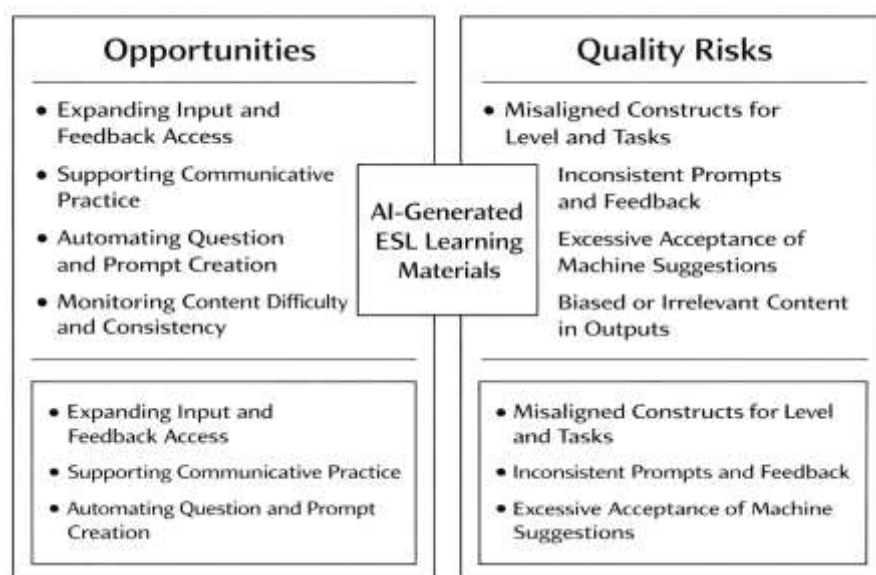 Opportunities
• Expanding Input and
Feedback Access
• Supporting Communicative
Practice
• Automating Question
and Prompt Creation
• Monitoring Content Difficulty
and Consistency
• Expanding Input and
Feedback Access
• Supporting Communicative Practice
• Automating Question and Prompt
Creation
AI-Generated
ESL Learning
Materials
Quality Risks
• Misaligned Constructs for
Level and Tasks
Inconsistent Prompts
and Feedback
Excessive Acceptance of
Machine Suggestions
Biased or Irrelevant Content
in Outputs
• Misaligned Constructs for Level
and Tasks
• Inconsistent Prompts and Feedback
• Excessive Acceptance of Machine
Suggestions